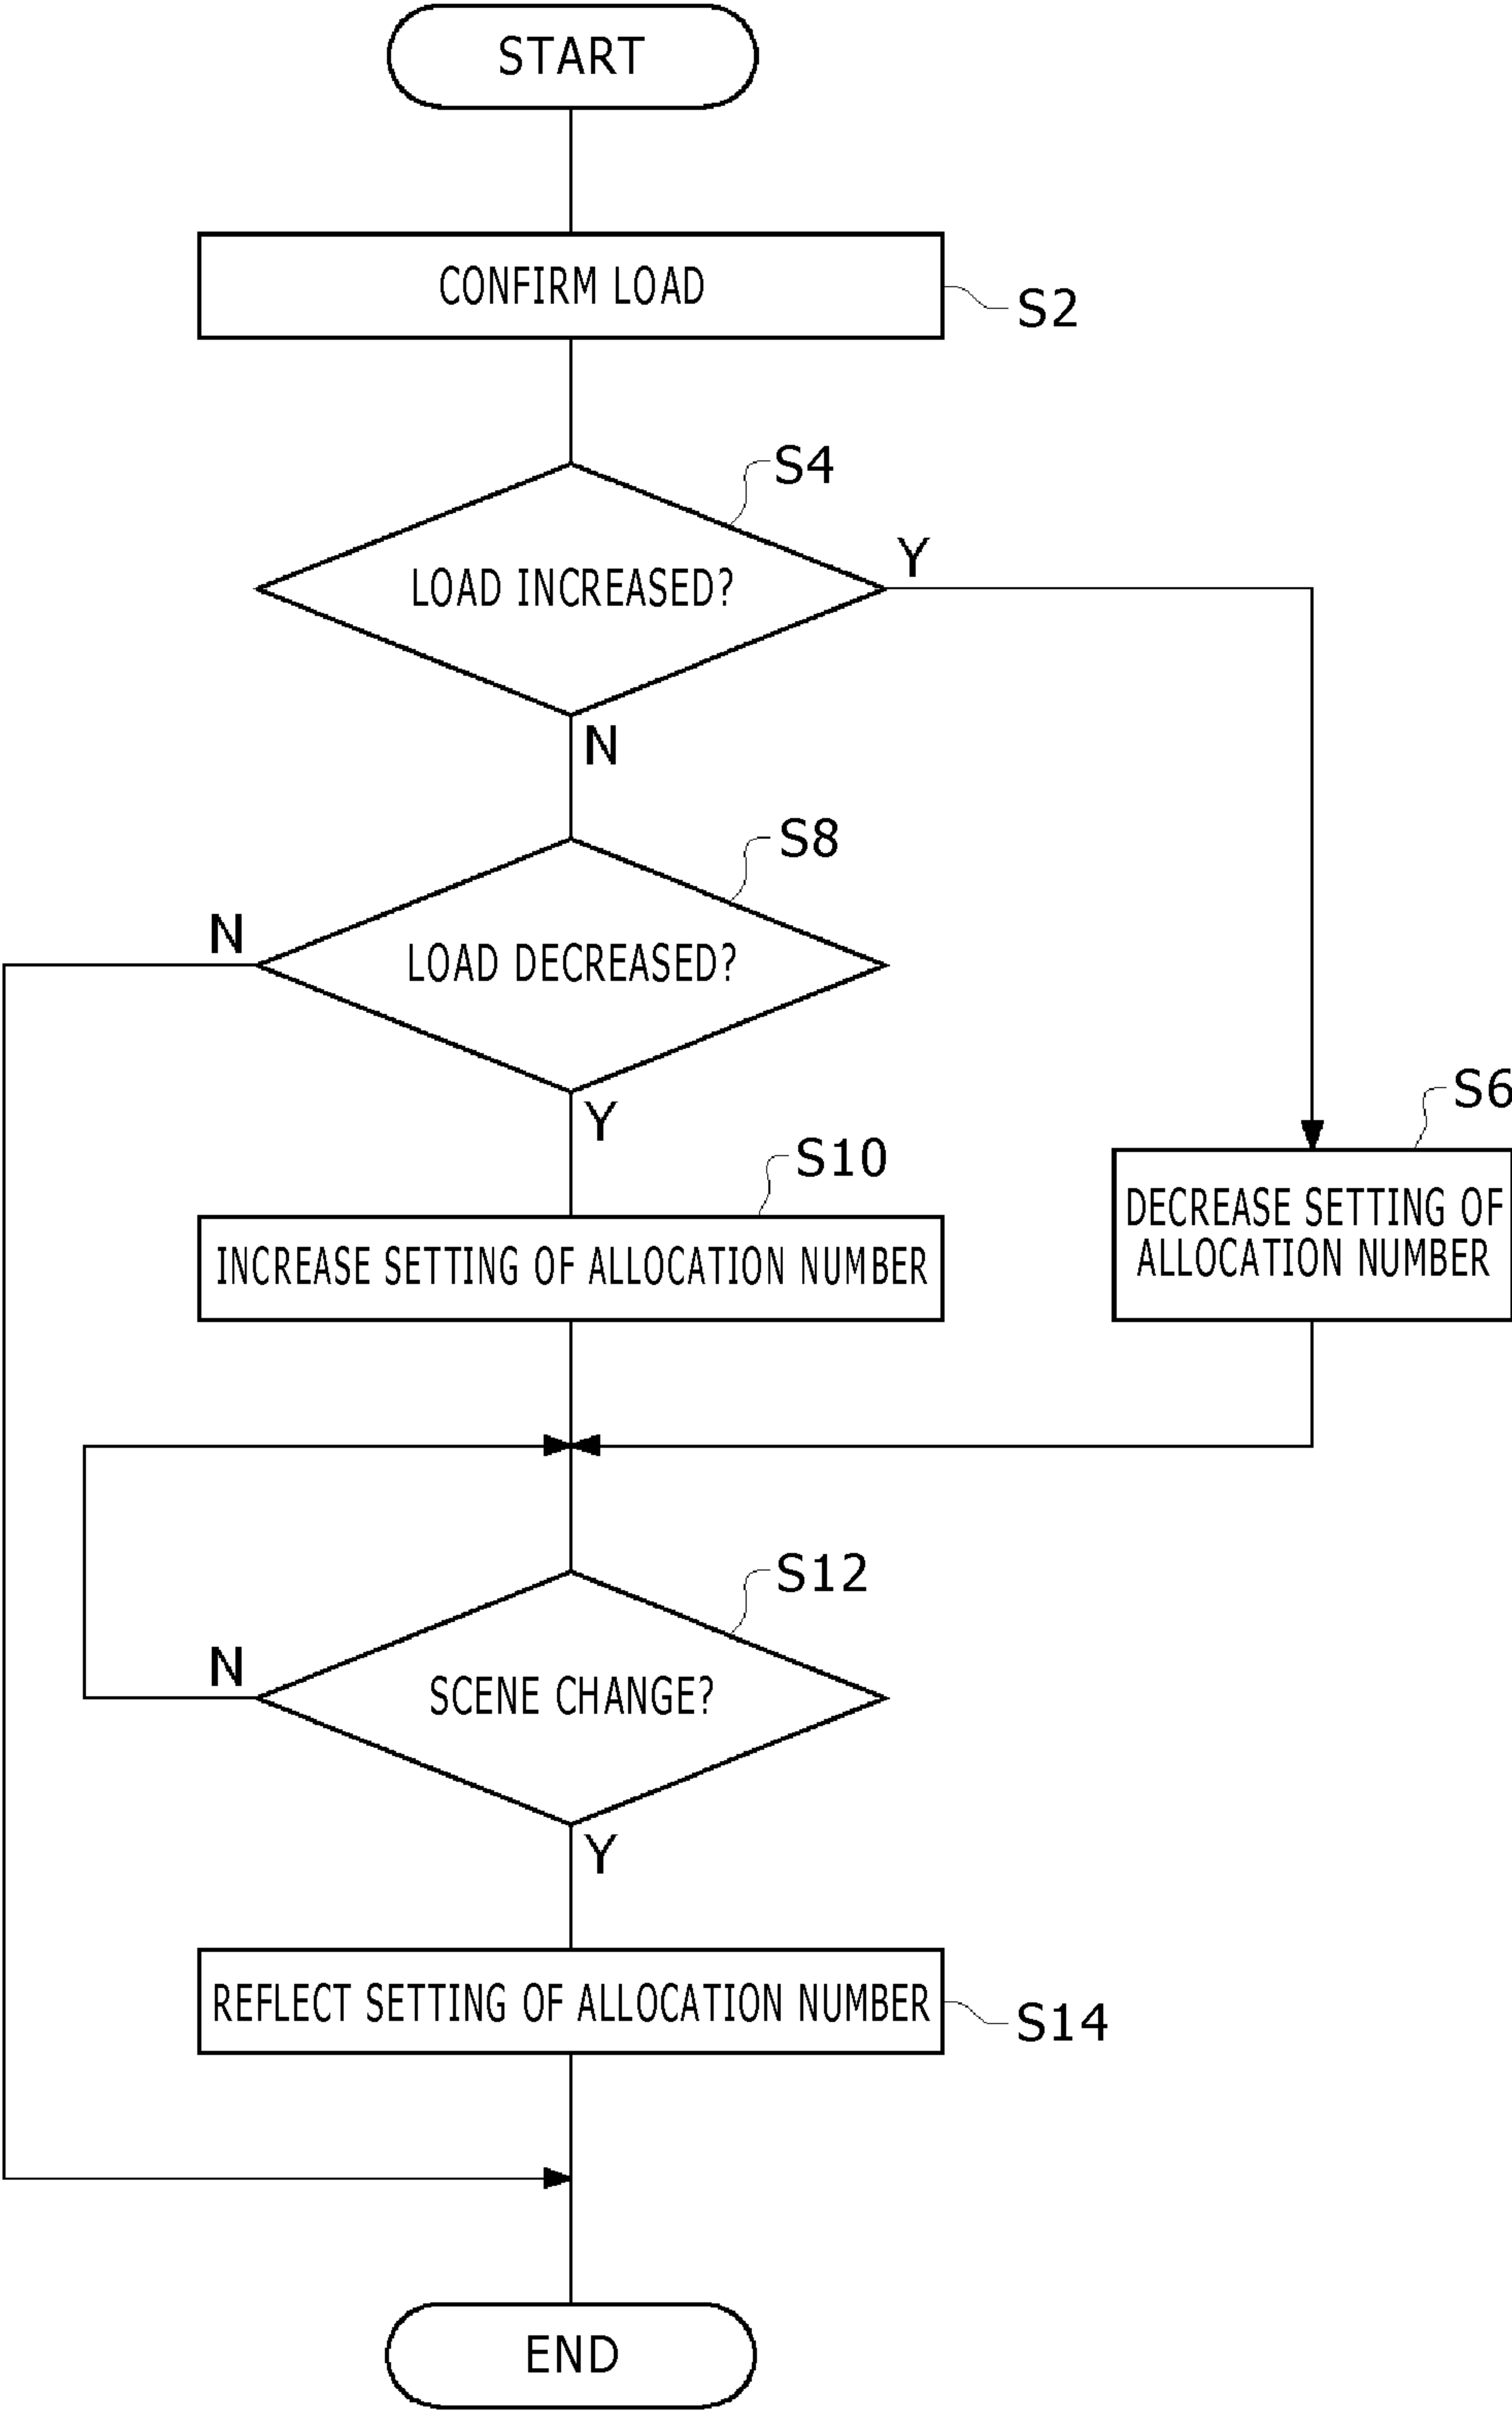 START
CONFIRM LOAD
S2
S4
LOAD INCREASED?
Y
N
S8
N
LOAD DECREASED?
Y
S6
S10
DECREASE SETTING OF
ALLOCATION NUMBER
INCREASE SETTING OF ALLOCATION NUMBER
S12
N
SCENE CHANGE?
Y
REFLECT SETTING OF ALLOCATION NUMBER
S14
END